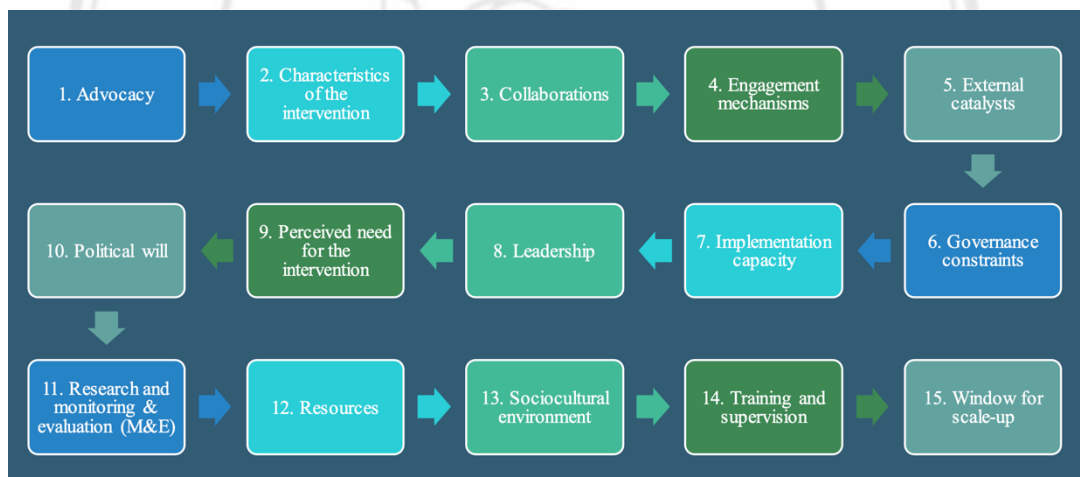 1. Advocacy
2. Characteristics
of the
intervention
3. Collaborations
4. Engagement
mechanisms
5. External
catalysts
6. Governance
constraints
7. Implementation
capacity
8. Leadership
9. Perceived need
for the
intervention
10. Political will
11. Research and
monitoring &
evaluation (M&E)
12. Resources
13. Sociocultural
environment
14. Training and
supervision
15. Window for
scale-up